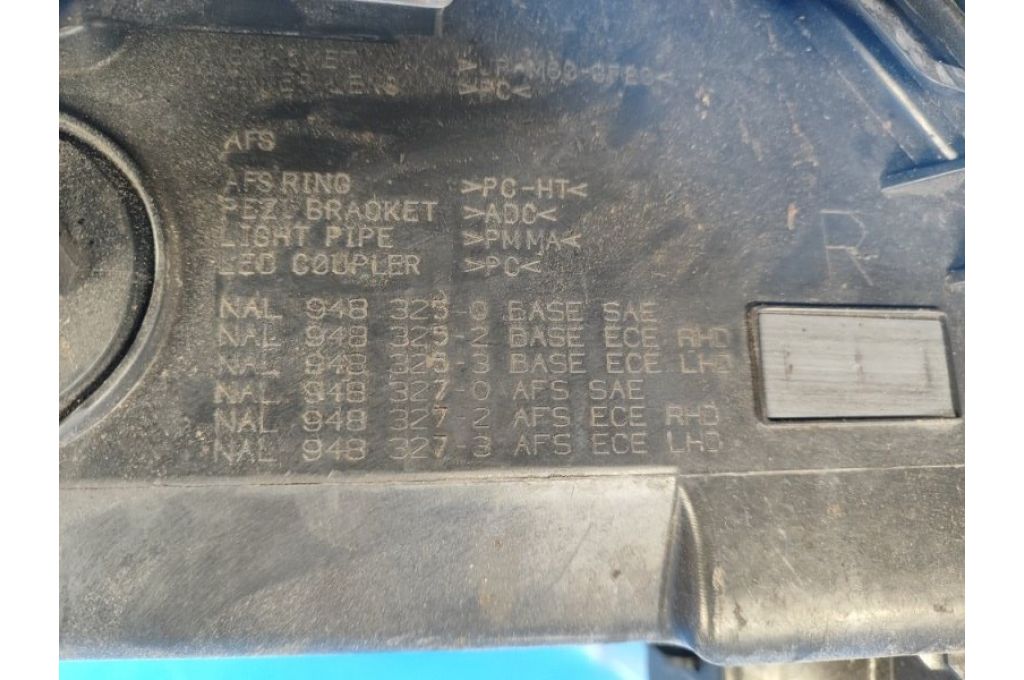 >PC<
AFS
AFS RING >PC-HT<
BRACKET >ADC<
LIGHT PIPE >PMMA<
LED COUPLER >PC<
R
NAL 948 325-0 BASE SAE
NAL 948 325-2 BASE ECE RHD
NAL 948 325-3 BASE ECE LHD
NAL 948 327-0 AFS SAE
NAL 948 327-2 AFS ECE RHD
NAL 948 327-3 AFS ECE LHD